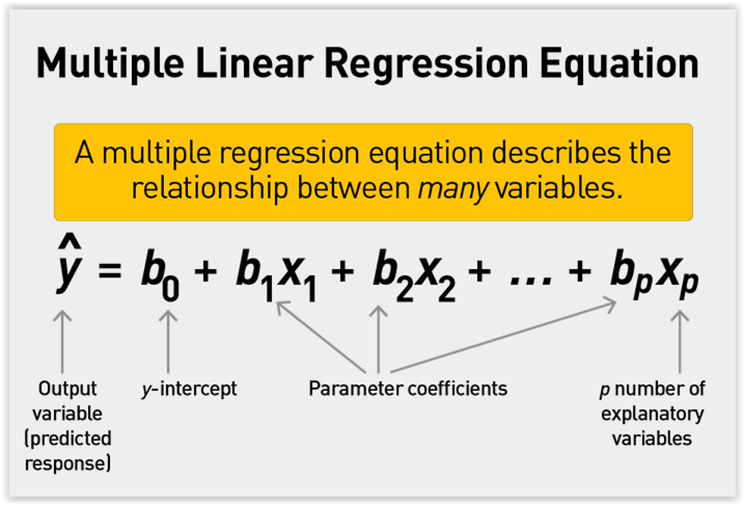 Multiple Linear Regression Equation
A multiple regression equation describes the
relationship between many variables.
ŷ = b₀ + b₁x₁ + b₂x₂ + ... + bₚxₚ
Output
variable
(predicted
response)
y-intercept
Parameter coefficients
p number of
explanatory
variables